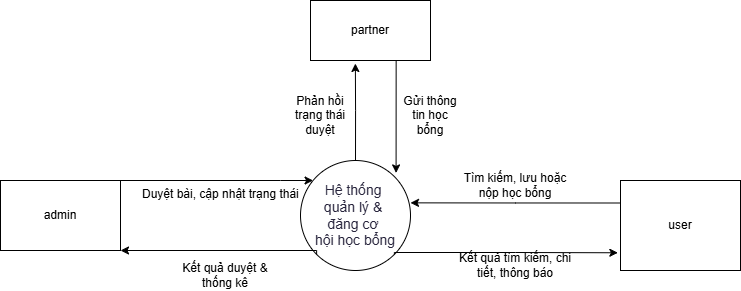 partner
Phản hồi
trạng thái
duyệt
Gửi thông
tin học
bổng
Tìm kiếm, lưu hoặc
nộp học bổng
Duyệt bài, cập nhật trạng thái
admin
Hệ thống
quản lý &
đăng cơ
hội học bổng
user
Kết quả duyệt &
thống kê
Kết quả tìm kiếm, chi
tiết, thông báo